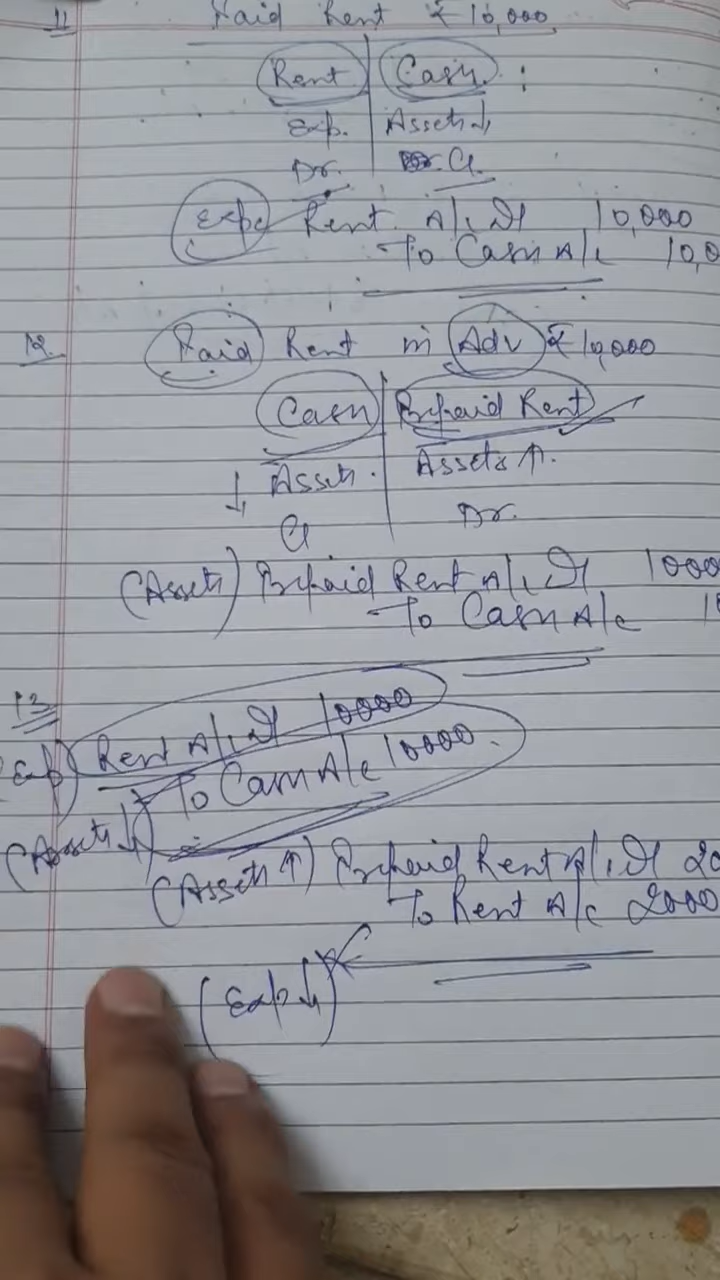 11 Paid Rent ₹ 10,000
Rent Cash
Exp. Assets ↓
Dr. Cr.
Exp. Rent A/c Dr 10,000
To Cash A/c 10,0
12. Paid Rent in Adv ₹ 10,000
Cash Prepaid Rent
↓ Assets. Assets ↑.
Cr Dr.
(Assets) Prepaid Rent A/c Dr 1000
To Cash A/c 10
13
(Exp) Rent A/c Dr 10000
To Cash A/c 10000.
(Assets ↓)
(Assets ↑) Prepaid Rent A/c Dr 20
To Rent A/c 2000
(Exp ↓)